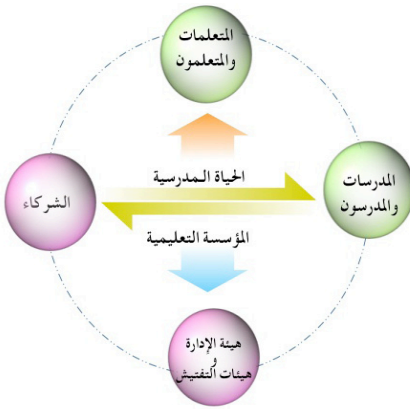 المتعلمات
والمتعلمون
الحياة المدرسية
المدرسات
والمدرسون
الشركاء
المؤسسة التعليمية
هيئة الإدارة
و
هيئات التفتيش